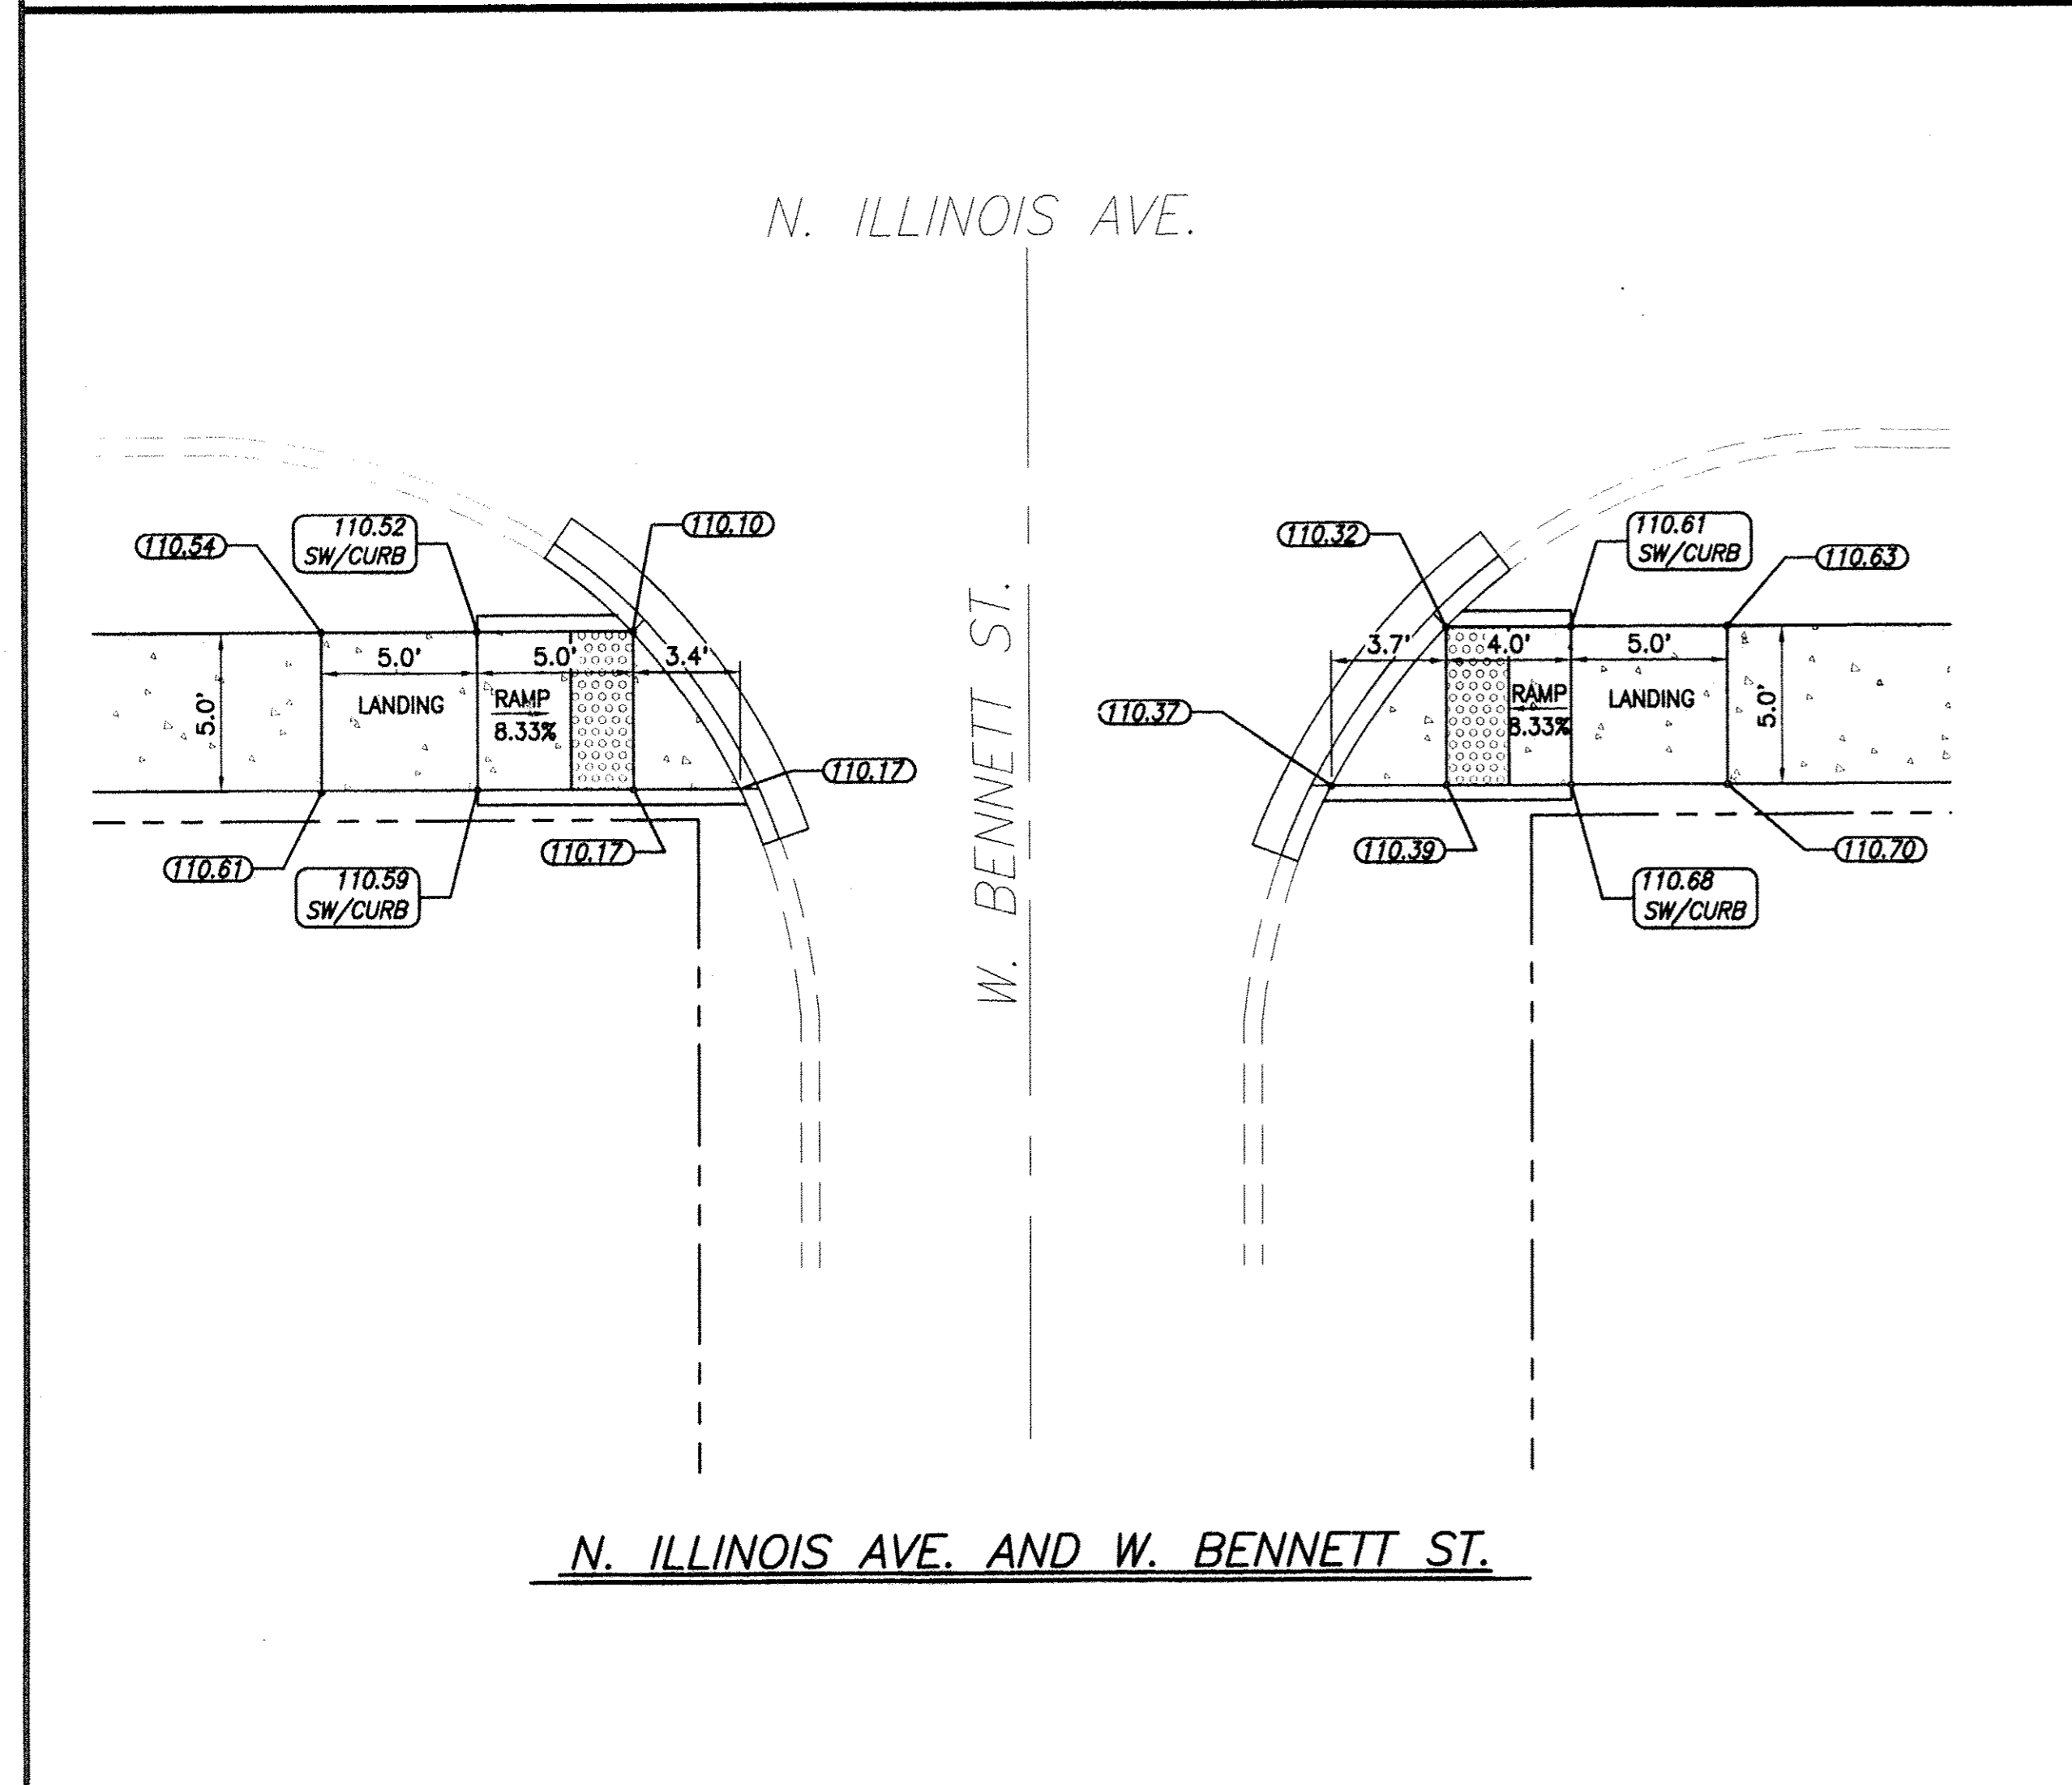 N. ILLINOIS AVE.
110.54
110.52
SW/CURB
110.10
110.32
110.61
SW/CURB
110.63
5.0'
5.0'
3.4'
3.7'
4.0'
5.0'
5.0'
LANDING
RAMP
8.33%
W. BENNETT ST.
RAMP
8.33%
LANDING
5.0'
110.37
110.17
110.61
110.59
SW/CURB
110.17
110.39
110.68
SW/CURB
110.70
N. ILLINOIS AVE. AND W. BENNETT ST.